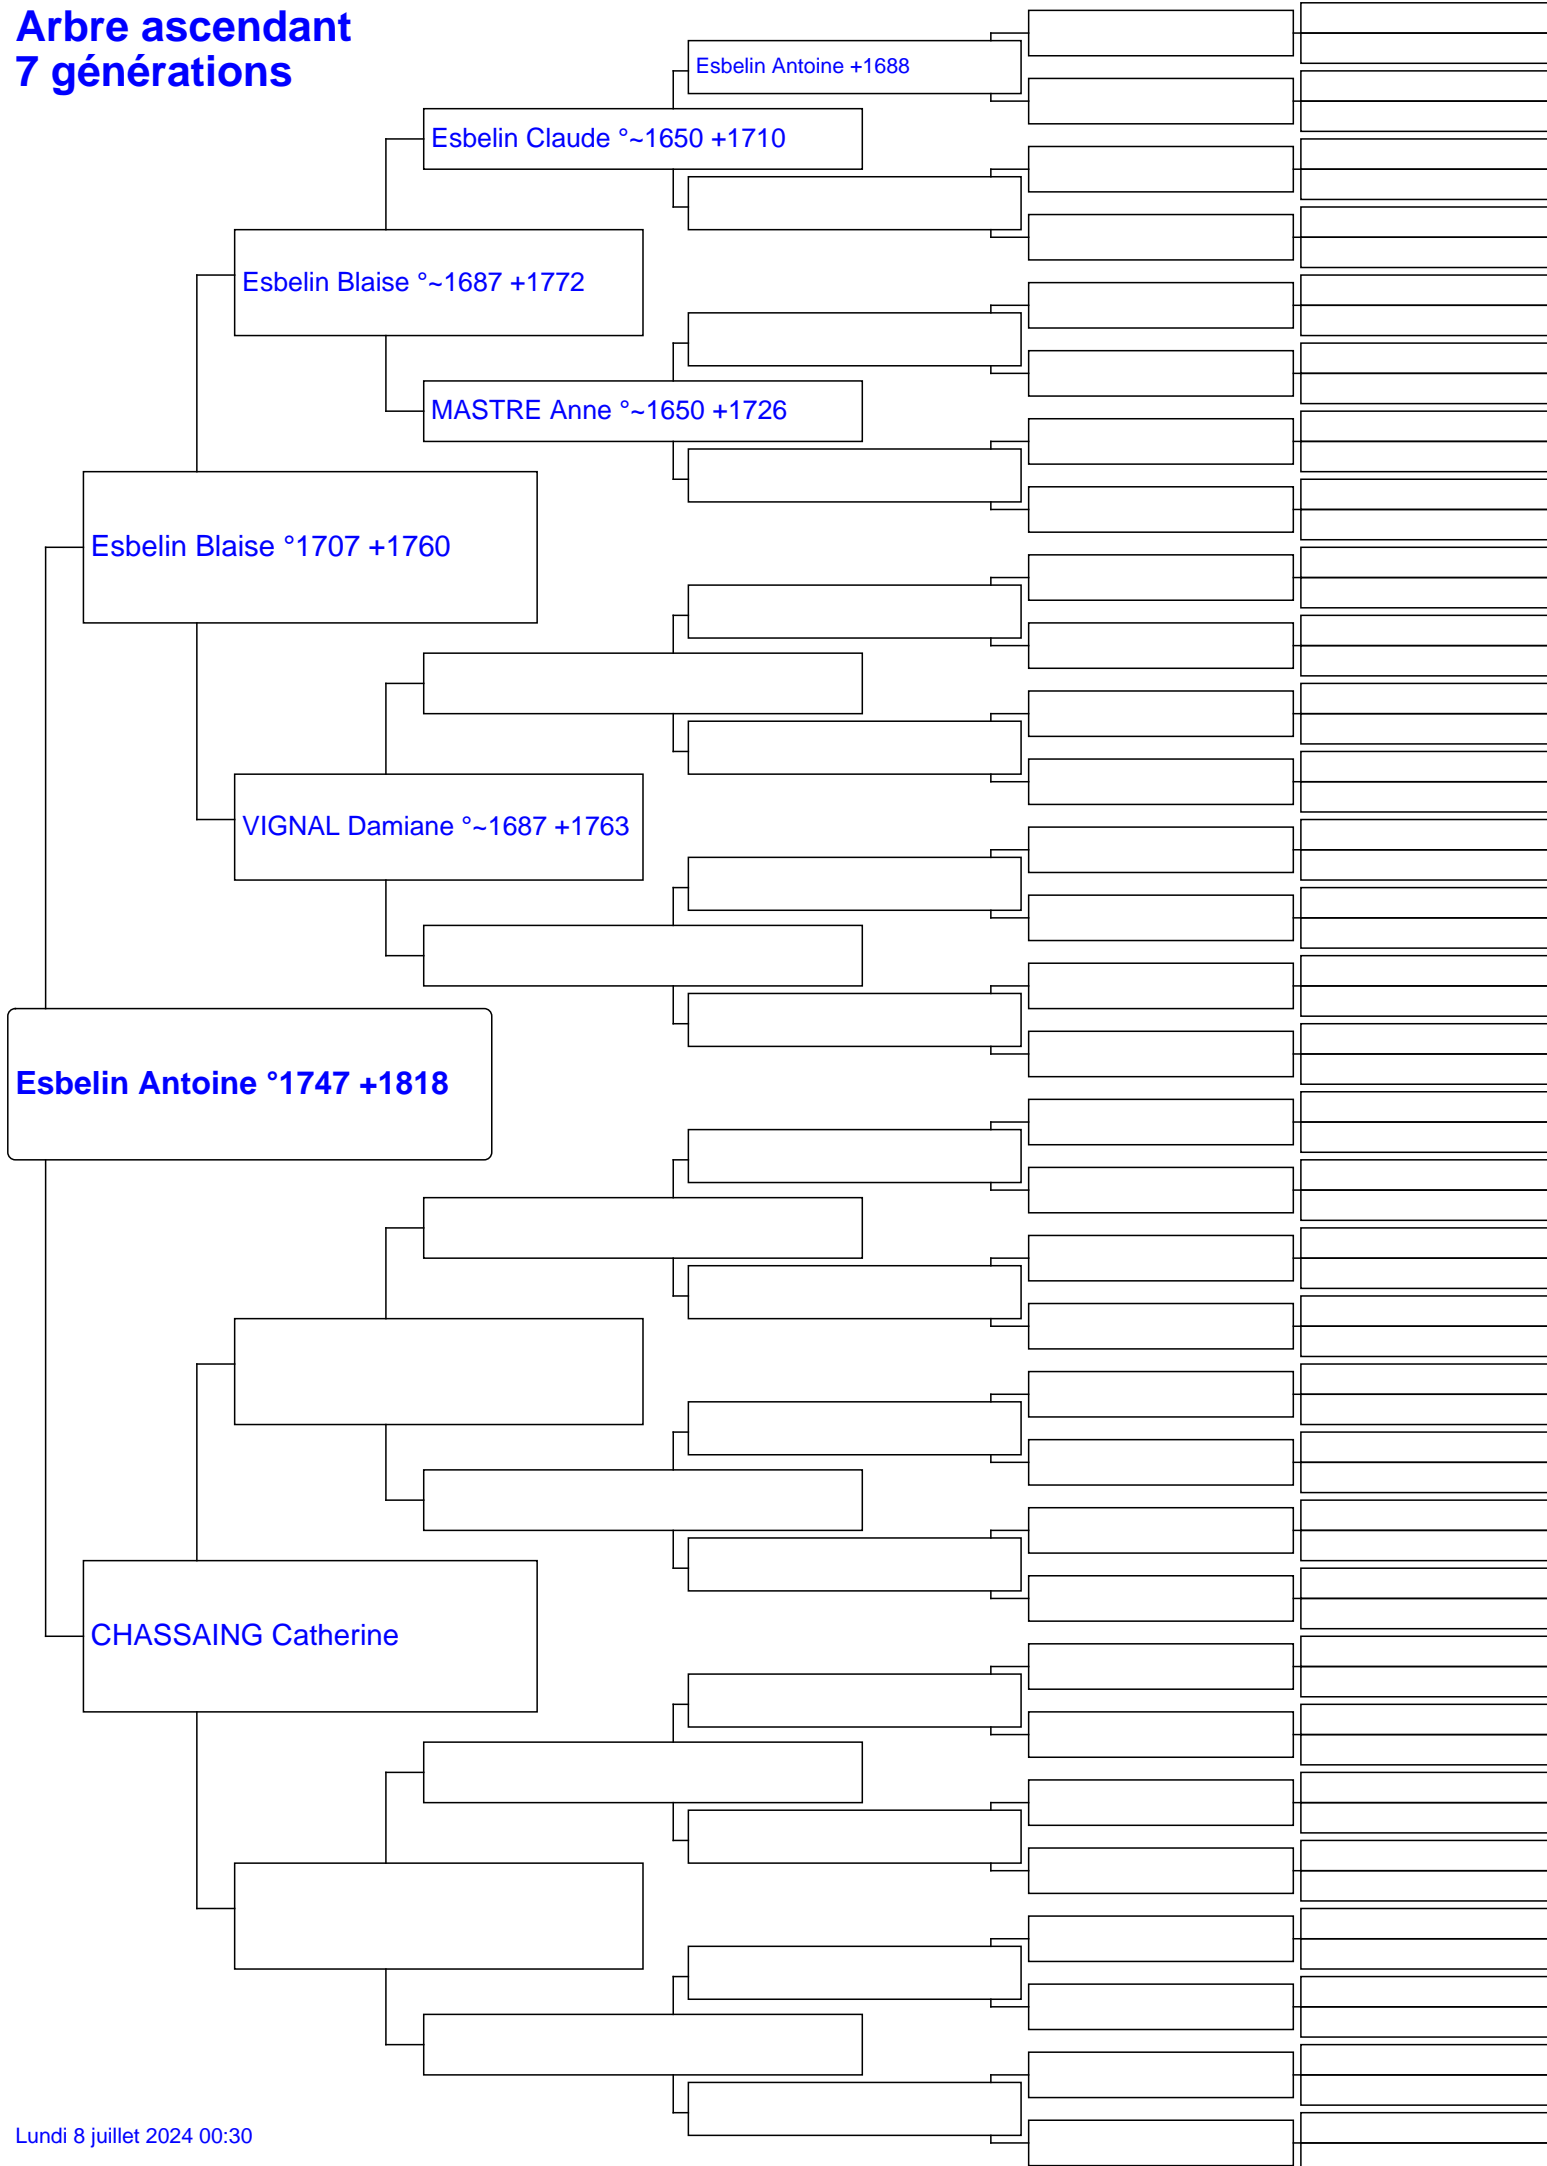 Arbre ascendant
7 générations
Esbelin Antoine +1688
Esbelin Claude °~1650 +1710
Esbelin Blaise °~1687 +1772
MASTRE Anne °~1650 +1726
Esbelin Blaise °1707 +1760
VIGNAL Damiane °~1687 +1763
Esbelin Antoine °1747 +1818
CHASSAING Catherine
Lundi 8 juillet 2024 00:30